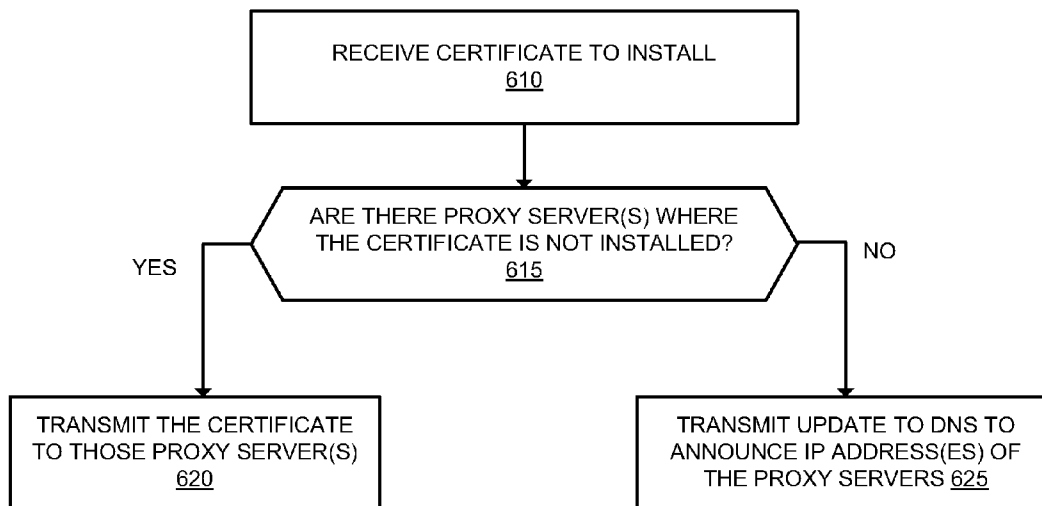 RECEIVE CERTIFICATE TO INSTALL
610
ARE THERE PROXY SERVER(S) WHERE
THE CERTIFICATE IS NOT INSTALLED?
615
YES
NO
TRANSMIT THE CERTIFICATE
TO THOSE PROXY SERVER(S)
620
TRANSMIT UPDATE TO DNS TO
ANNOUNCE IP ADDRESS(ES) OF
THE PROXY SERVERS 625